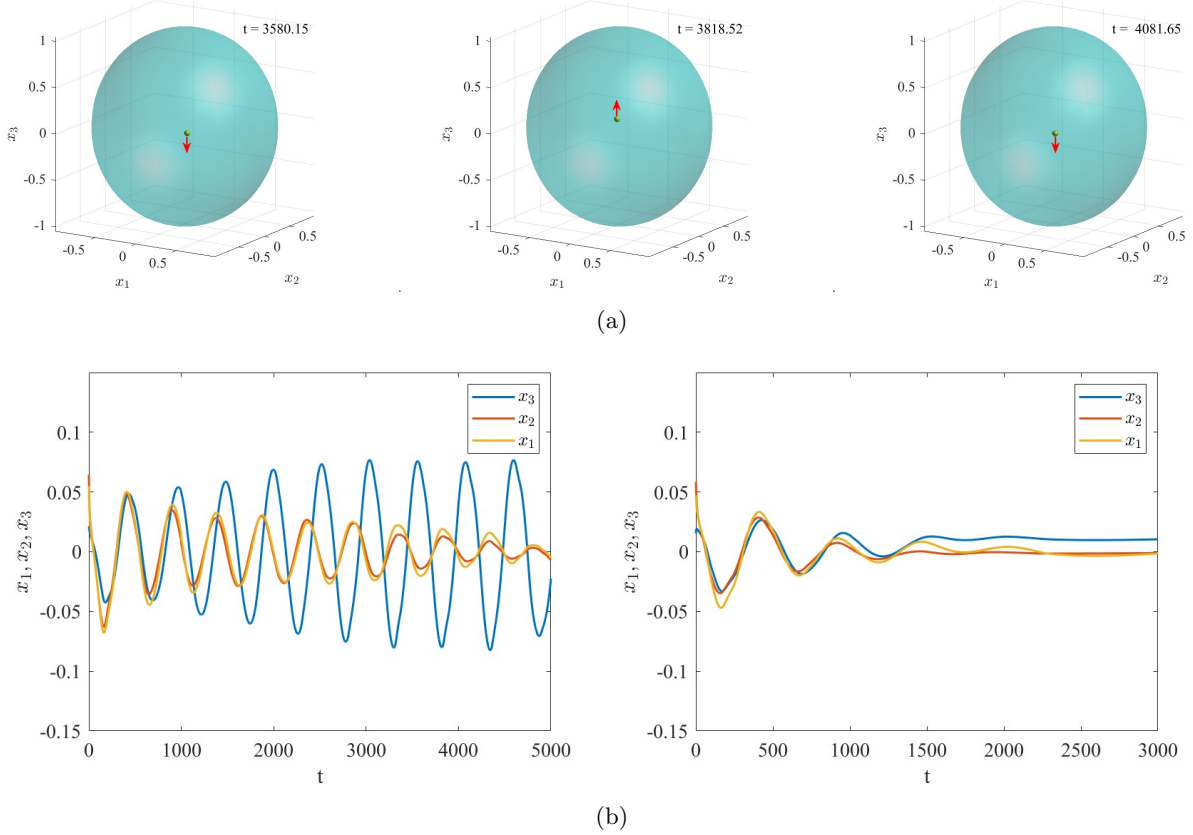 t = 3580.15
1
0.5
0
-0.5
-1
x₃
-0.5
0
0.5
x₁
-0.5
0
0.5
x₂
t = 3818.52
1
0.5
0
-0.5
-1
x₃
-0.5
0
0.5
x₁
-0.5
0
0.5
x₂
t = 4081.65
1
0.5
0
-0.5
-1
x₃
-0.5
0
0.5
x₁
-0.5
0
0.5
x₂
(a)
x₃
x₂
x₁
0.1
0.05
0
-0.05
-0.1
-0.15
x₁, x₂, x₃
0 1000 2000 3000 4000 5000
t
x₃
x₂
x₁
0.1
0.05
0
-0.05
-0.1
-0.15
x₁, x₂, x₃
0 500 1000 1500 2000 2500 3000
t
(b)